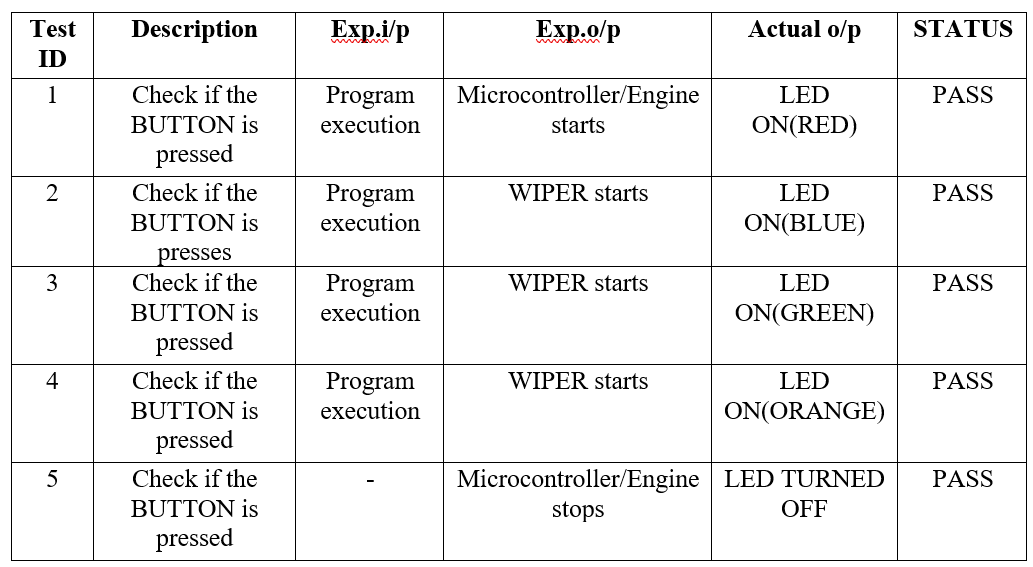 Test ID Description Exp.i/p Exp.o/p Actual o/p STATUS
1 Check if the BUTTON is pressed Program execution Microcontroller/Engine starts LED ON(RED) PASS
2 Check if the BUTTON is presses Program execution WIPER starts LED ON(BLUE) PASS
3 Check if the BUTTON is pressed Program execution WIPER starts LED ON(GREEN) PASS
4 Check if the BUTTON is pressed Program execution WIPER starts LED ON(ORANGE) PASS
5 Check if the BUTTON is pressed - Microcontroller/Engine stops LED TURNED OFF PASS